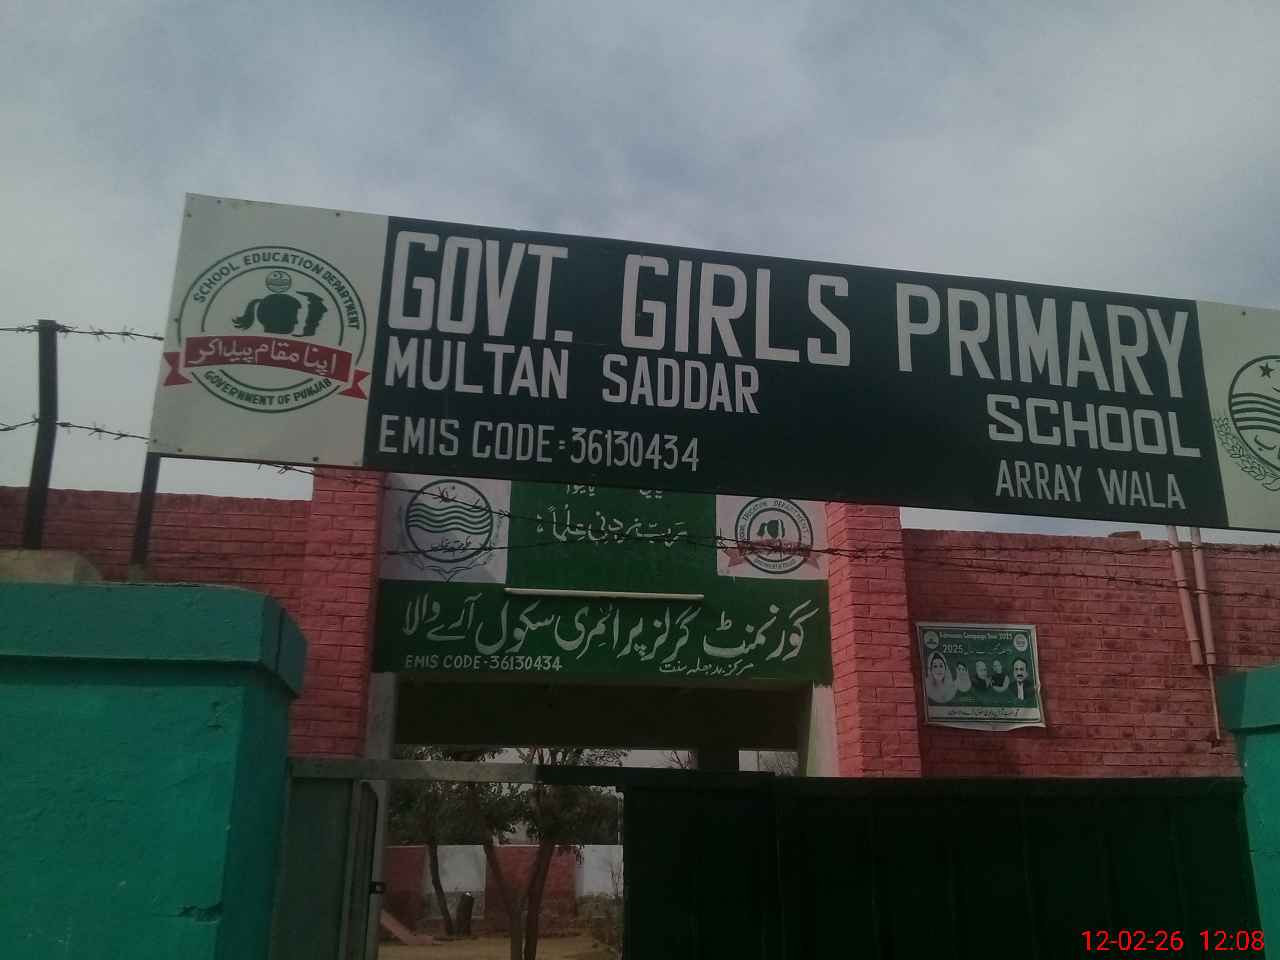 SCHOOL EDUCATION DEPARTMENT
اپنا مقام پیدا کر
GOVERNMENT OF PUNJAB
GOVT. GIRLS PRIMARY
SCHOOL
MULTAN SADDAR
EMIS CODE=36130434
ARRAY WALA
گورنمنٹ گرلز پرائمری سکول آرے والا
EMIS CODE-36130434
مرکز
2025
12-02-26 12:08